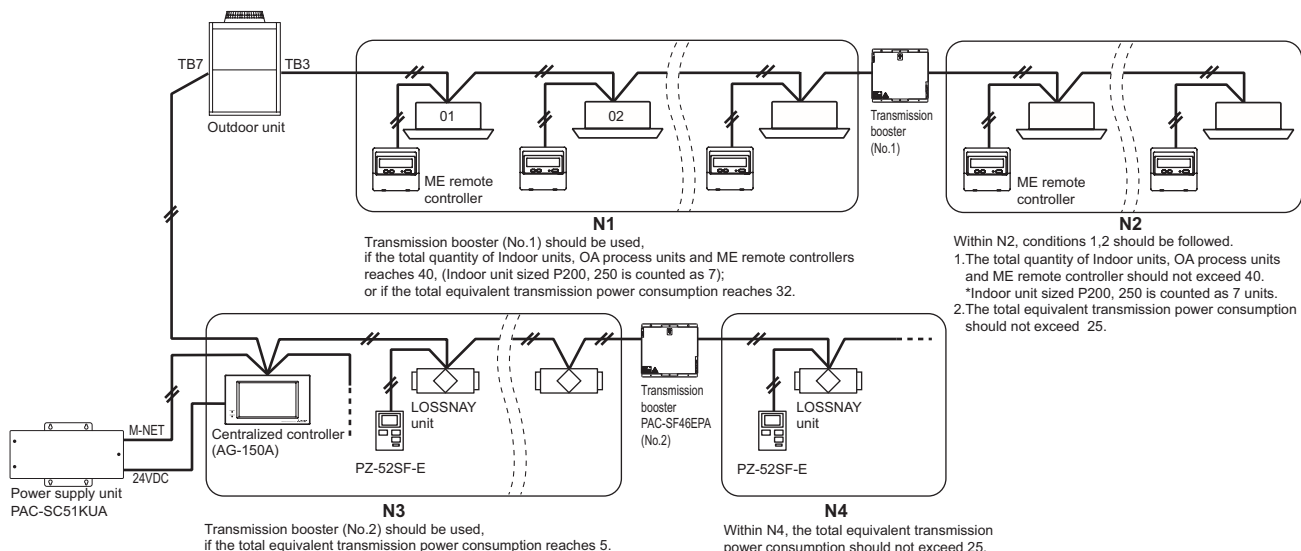 TB7
TB3
Outdoor unit
01
02
ME remote
controller
Transmission
booster
(No.1)
ME remote
controller
N1
Transmission booster (No.1) should be used,
if the total quantity of Indoor units, OA process units and ME remote controllers
reaches 40, (Indoor unit sized P200, 250 is counted as 7);
or if the total equivalent transmission power consumption reaches 32.
N2
Within N2, conditions 1,2 should be followed.
1.The total quantity of Indoor units, OA process units
and ME remote controller should not exceed 40.
*Indoor unit sized P200, 250 is counted as 7 units.
2.The total equivalent transmission power consumption
should not exceed 25.
M-NET
24VDC
Power supply unit
PAC-SC51KUA
Centralized controller
(AG-150A)
LOSSNAY
unit
PZ-52SF-E
Transmission
booster
PAC-SF46EPA
(No.2)
LOSSNAY
unit
PZ-52SF-E
N3
Transmission booster (No.2) should be used,
if the total equivalent transmission power consumption reaches 5.
N4
Within N4, the total equivalent transmission
power consumption should not exceed 25.